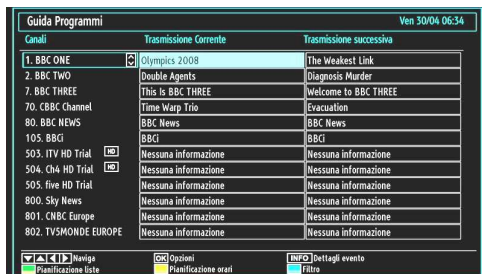 Guida Programmi Ven 30/04 06:34
Canali Trasmissione Corrente Trasmissione successiva
1. BBC ONE Olympics 2008 The Weakest Link
2. BBC TWO Double Agents Diagnosis Murder
7. BBC THREE This Is BBC THREE Welcome to BBC THREE
70. CBBC Channel Time Warp Trio Evacuation
80. BBC NEWS BBC News BBC News
105. BBCi BBCi BBCi
503. ITV HD Trial HD Nessuna informazione Nessuna informazione
504. Ch4 HD Trial HD Nessuna informazione Nessuna informazione
505. five HD Trial Nessuna informazione Nessuna informazione
800. Sky News Nessuna informazione Nessuna informazione
801. CNBC Europe Nessuna informazione Nessuna informazione
802. TV5MONDE EUROPE Nessuna informazione Nessuna informazione
Naviga OK Opzioni INFO Dettagli evento
Pianificazione liste Pianificazione orari Filtro